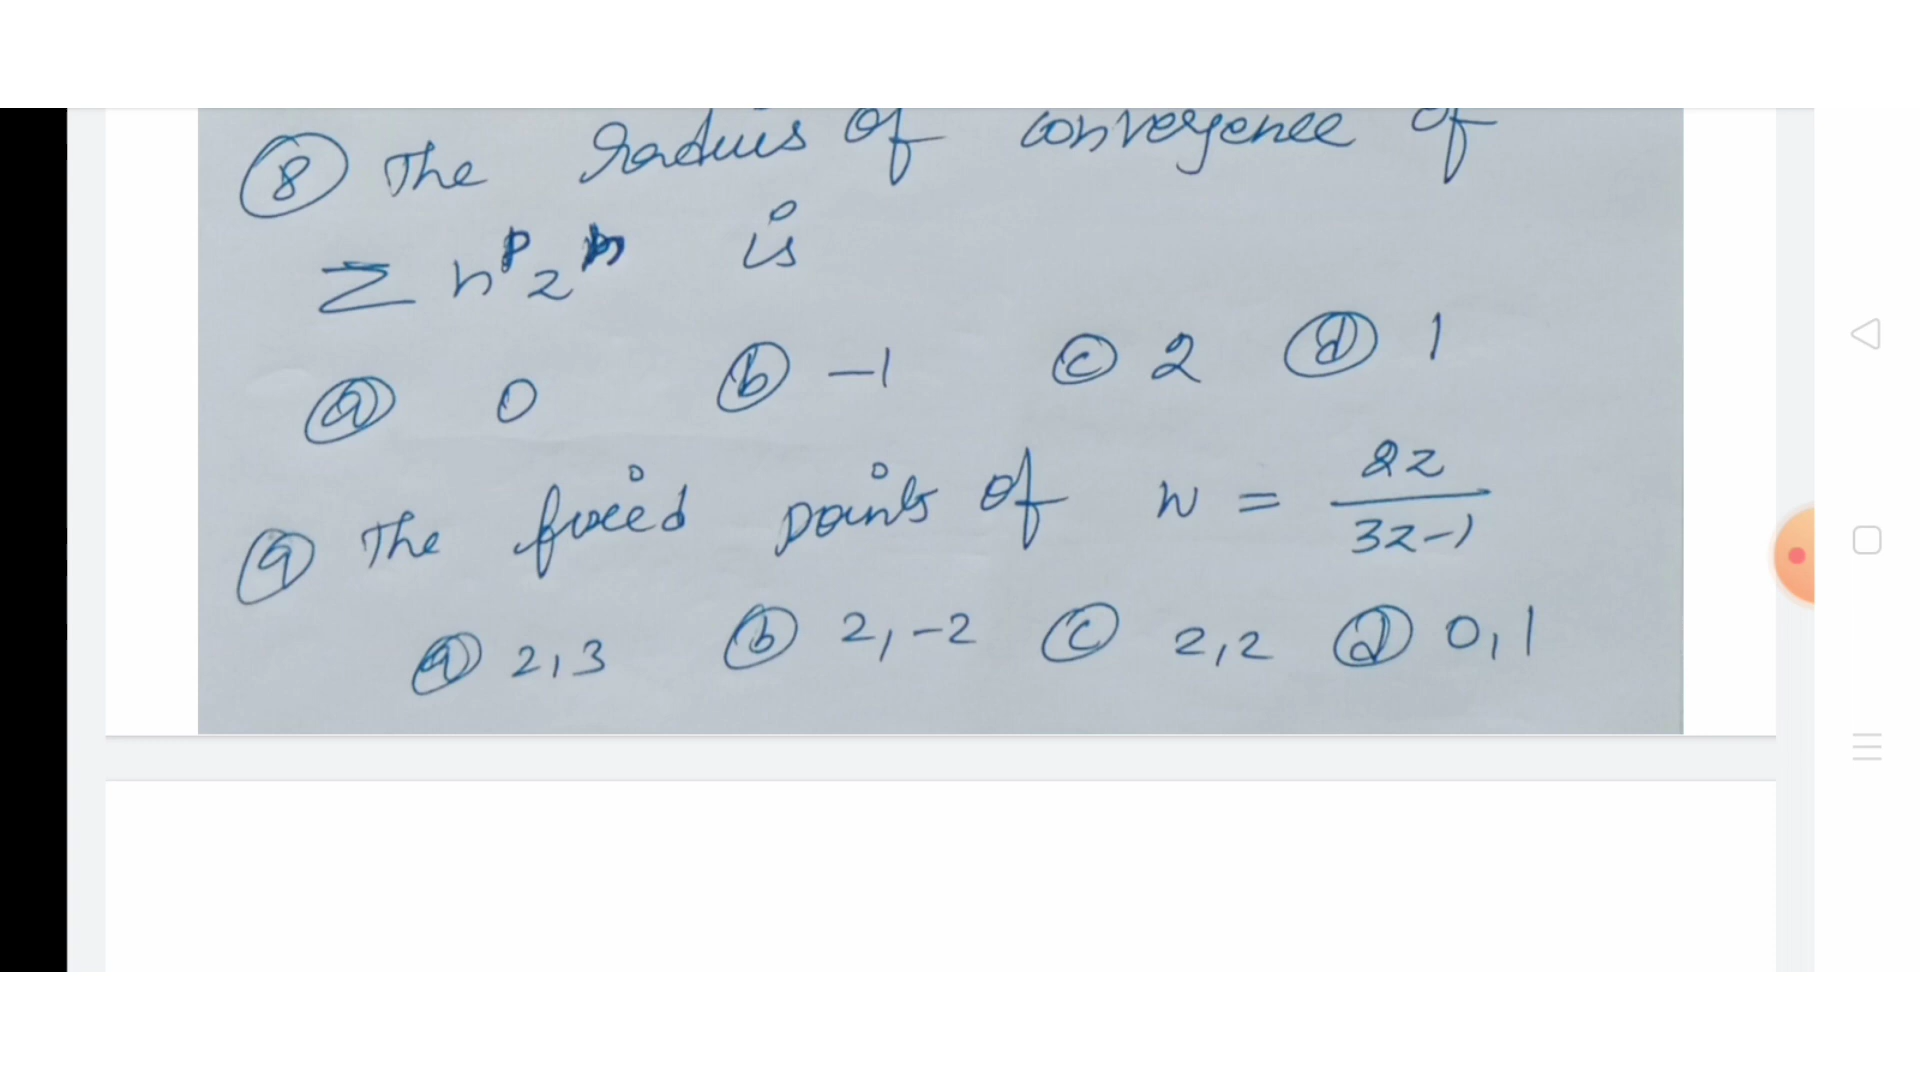 ⑧ The radius of convergence of
Σ n^p z^n is
ⓐ 0 ⓑ -1 ⓒ 2 ⓓ 1
⑨ The fixed points of w = 2z/(3z-1)
ⓐ 2,3 ⓑ 2,-2 ⓒ 2,2 ⓓ 0,1